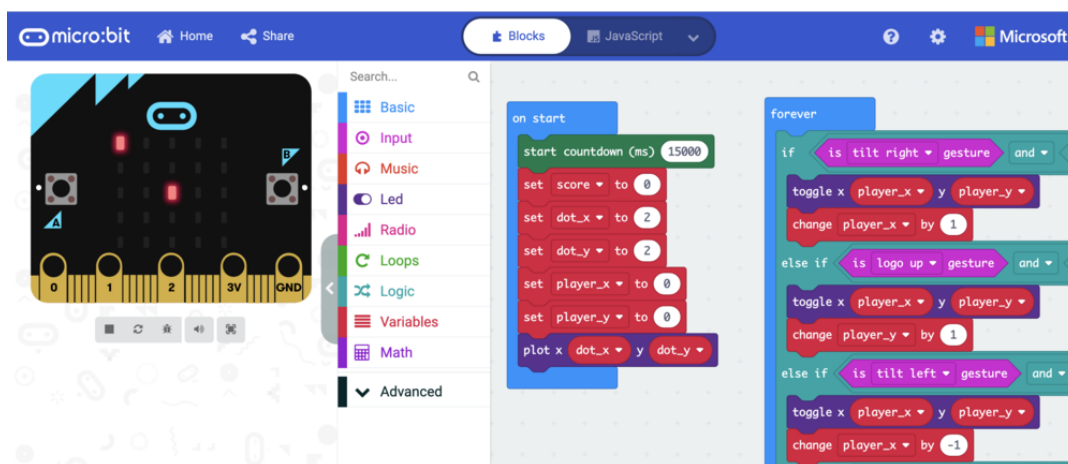 micro:bit Home Share Blocks JavaScript ? Microsoft
B
A
0 1 2 3V GND
Search...
Basic
Input
Music
Led
Radio
Loops
Logic
Variables
Math
Advanced
on start
start countdown (ms) 15000
set score to 0
set dot_x to 2
set dot_y to 2
set player_x to 0
set player_y to 0
plot x dot_x y dot_y
forever
if is tilt right gesture and
toggle x player_x y player_y
change player_x by 1
else if is logo up gesture and
toggle x player_x y player_y
change player_y by 1
else if is tilt left gesture and
toggle x player_x y player_y
change player_x by -1